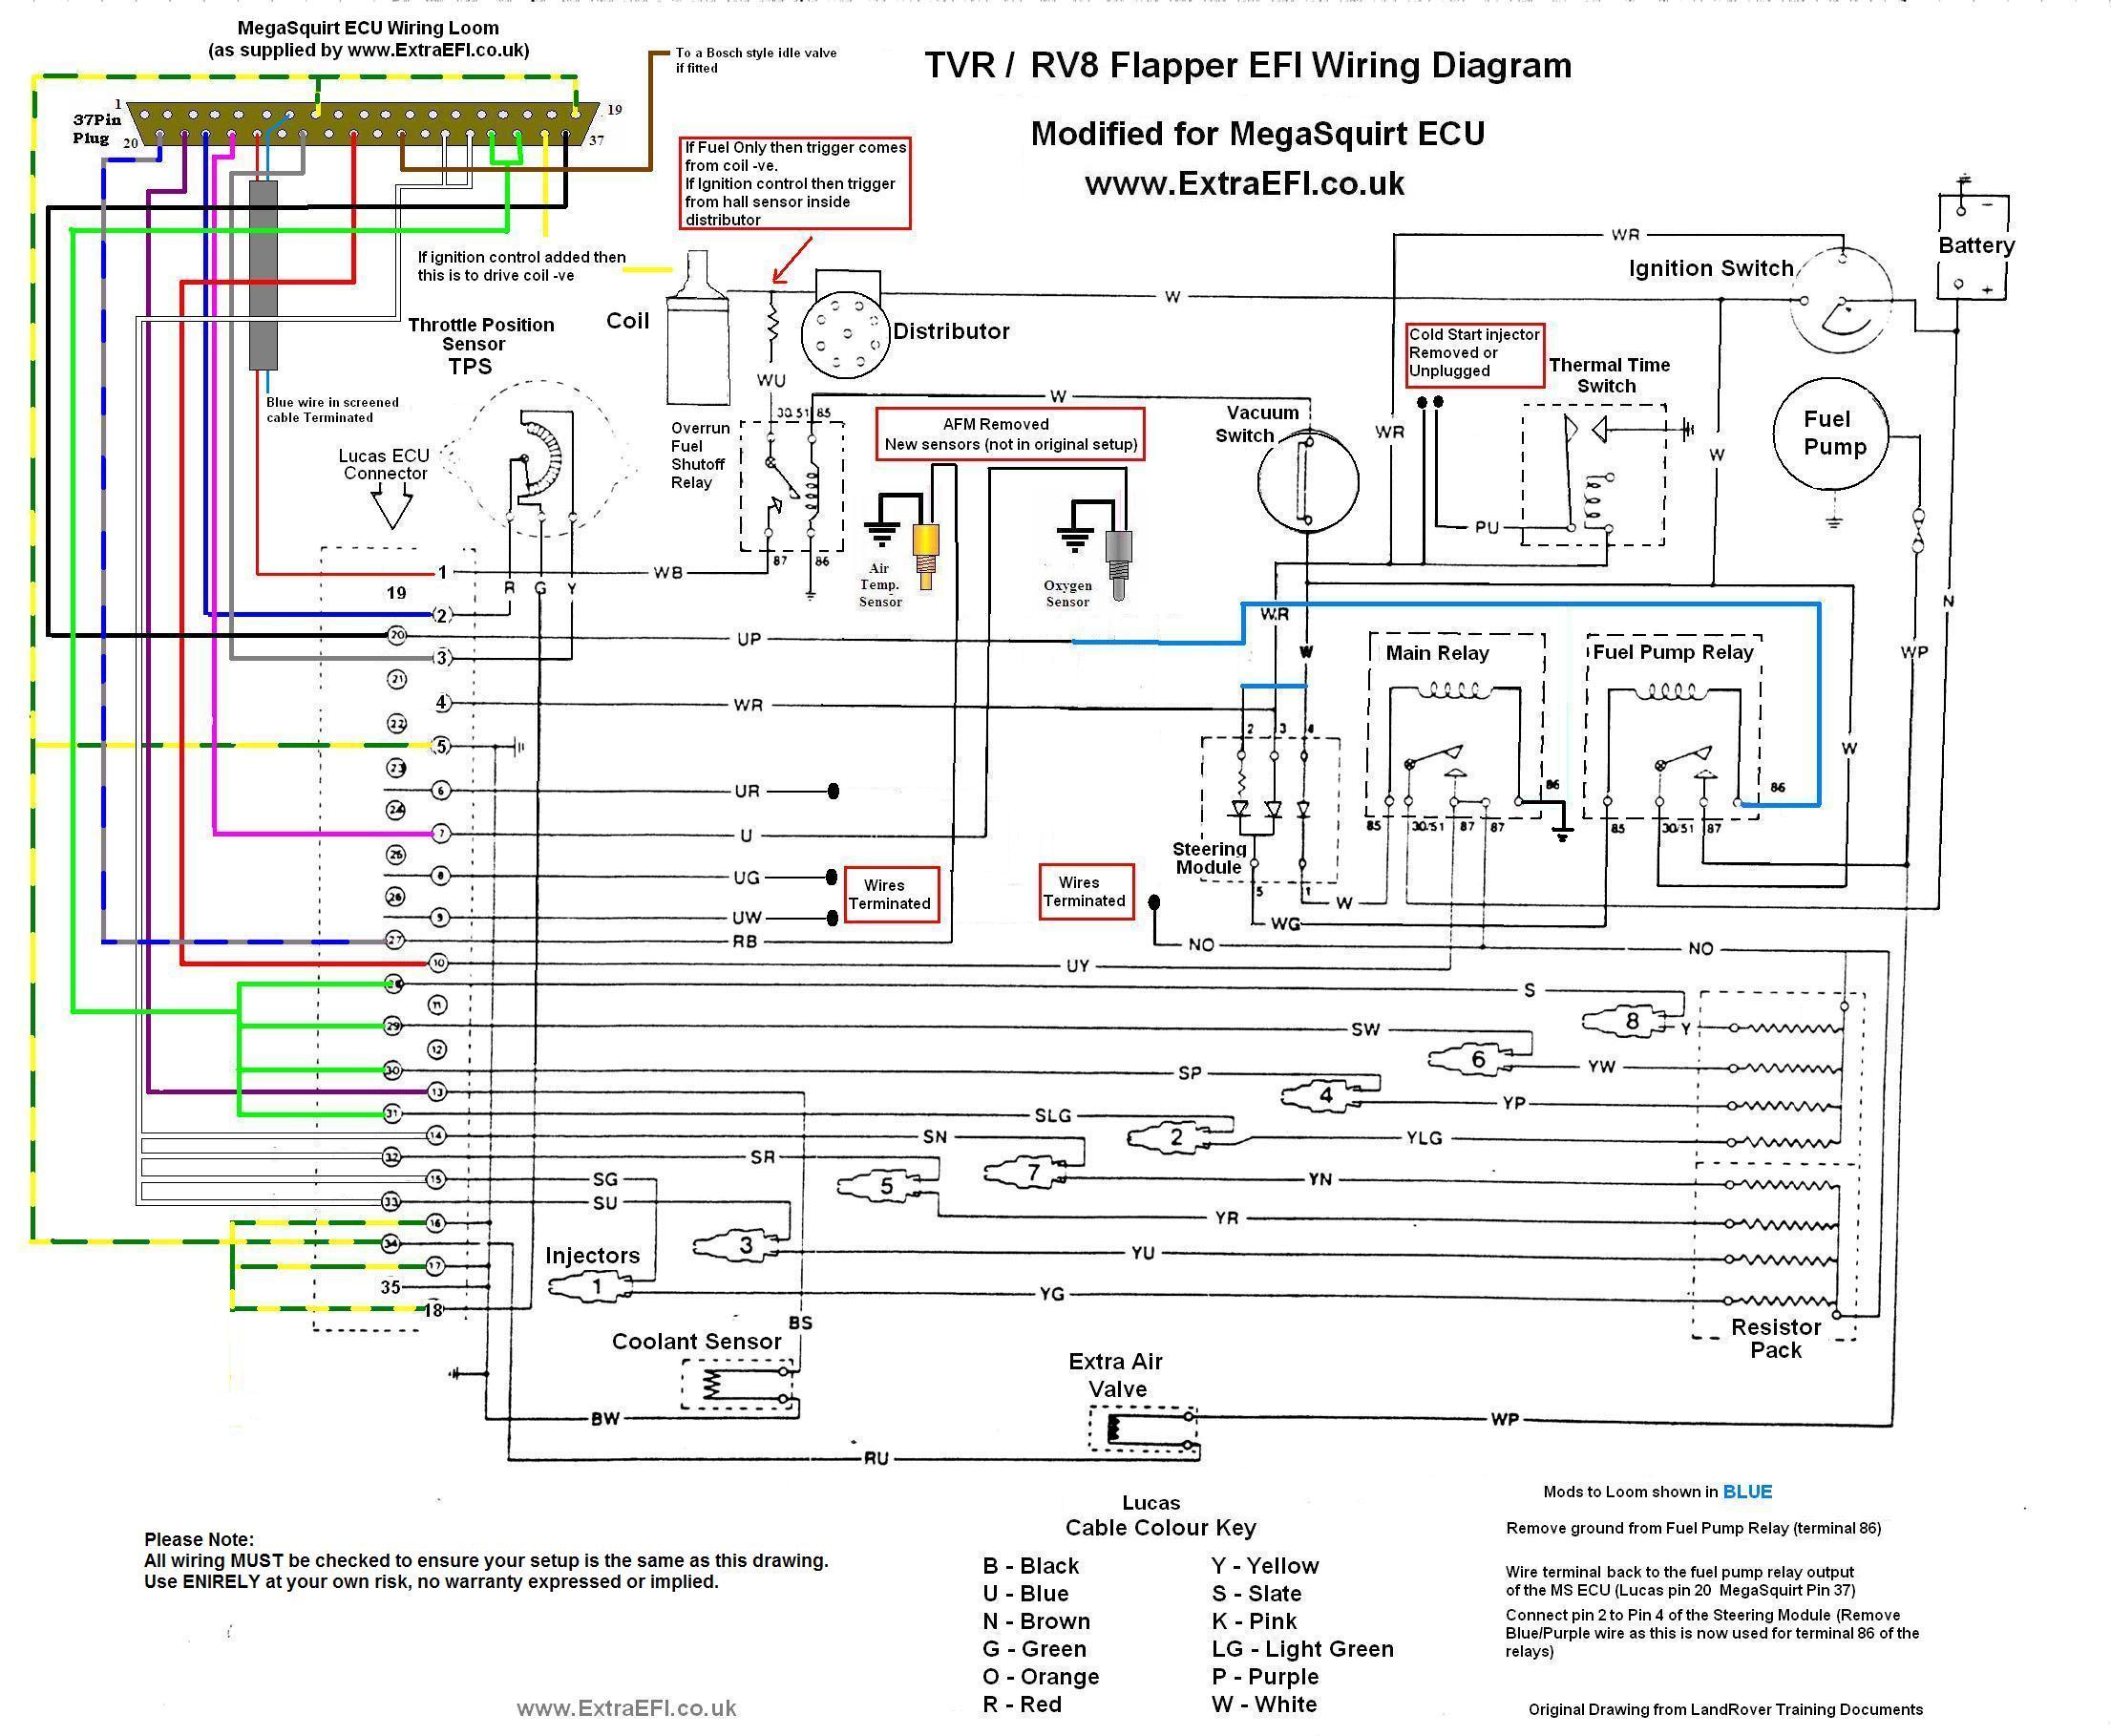 MegaSquirt ECU Wiring Loom
(as supplied by www.ExtraEFI.co.uk)
To a Bosch style idle valve
if fitted
TVR / RV8 Flapper EFI Wiring Diagram
Modified for MegaSquirt ECU
www.ExtraEFI.co.uk
1
19
37Pin
Plug
20
37
If Fuel Only then trigger comes
from coil -ve.
If Ignition control then trigger
from hall sensor inside
distributor
If ignition control added then
this is to drive coil -ve
Coil
Distributor
W
WR
Ignition Switch
Battery
-
+
Throttle Position
Sensor
TPS
Blue wire in screened
cable Terminated
Lucas ECU
Connector
WU
30/51
85
87
86
Overrun
Fuel
Shutoff
Relay
W
AFM Removed
New sensors (not in original setup)
Air
Temp.
Sensor
Oxygen
Sensor
Vacuum
Switch
WR
Cold Start injector
Removed or
Unplugged
Thermal Time
Switch
PU
W
Fuel
Pump
N
WP
R
G
Y
1
WB
19
2
20
UP
3
21
4
WR
22
5
23
6
UR
24
7
U
25
8
UG
26
9
UW
27
RB
10
UY
28
S
11
29
SW
12
30
SP
13
31
SLG
14
SN
32
SR
15
SG
33
SU
16
34
17
35
18
Wires
Terminated
Wires
Terminated
WR
W
2
3
4
Steering
Module
5
1
W
WG
Main Relay
85
30/51
87
87
86
Fuel Pump Relay
85
30/51
87
86
W
NO
NO
8
Y
6
YW
4
YP
2
YLG
7
YN
5
YR
3
YU
Injectors
1
YG
Resistor
Pack
BS
Coolant Sensor
BW
Extra Air
Valve
WP
RU
Please Note:
All wiring MUST be checked to ensure your setup is the same as this drawing.
Use ENIRELY at your own risk, no warranty expressed or implied.
www.ExtraEFI.co.uk
Lucas
Cable Colour Key
B - Black
U - Blue
N - Brown
G - Green
O - Orange
R - Red
Y - Yellow
S - Slate
K - Pink
LG - Light Green
P - Purple
W - White
Mods to Loom shown in BLUE
Remove ground from Fuel Pump Relay (terminal 86)
Wire terminal back to the fuel pump relay output
of the MS ECU (Lucas pin 20 MegaSquirt Pin 37)
Connect pin 2 to Pin 4 of the Steering Module (Remove
Blue/Purple wire as this is now used for terminal 86 of the
relays)
Original Drawing from LandRover Training Documents